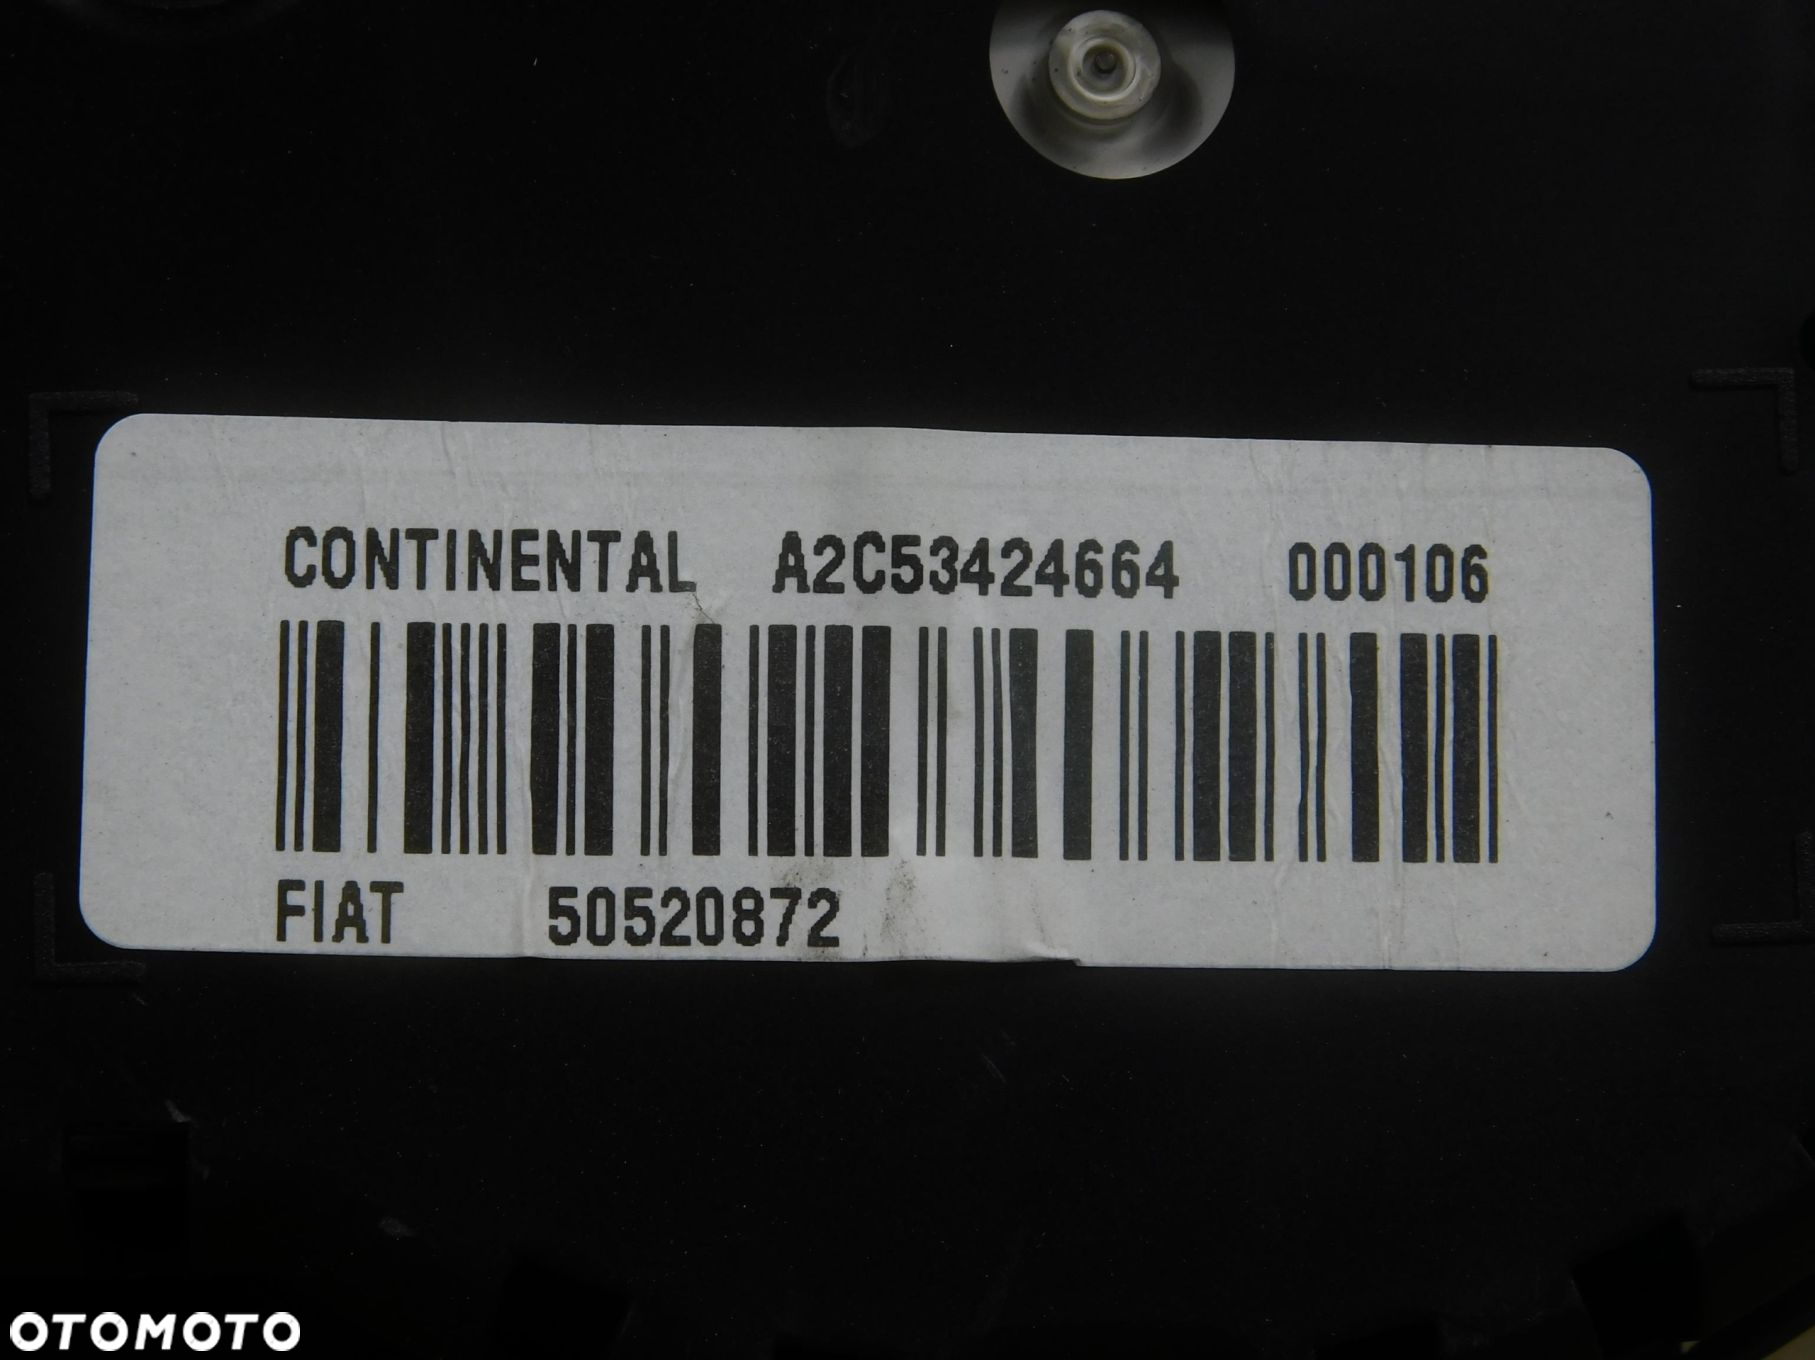 CONTINENTAL A2C53424664 000106
FIAT 50520872
OTOMOTO